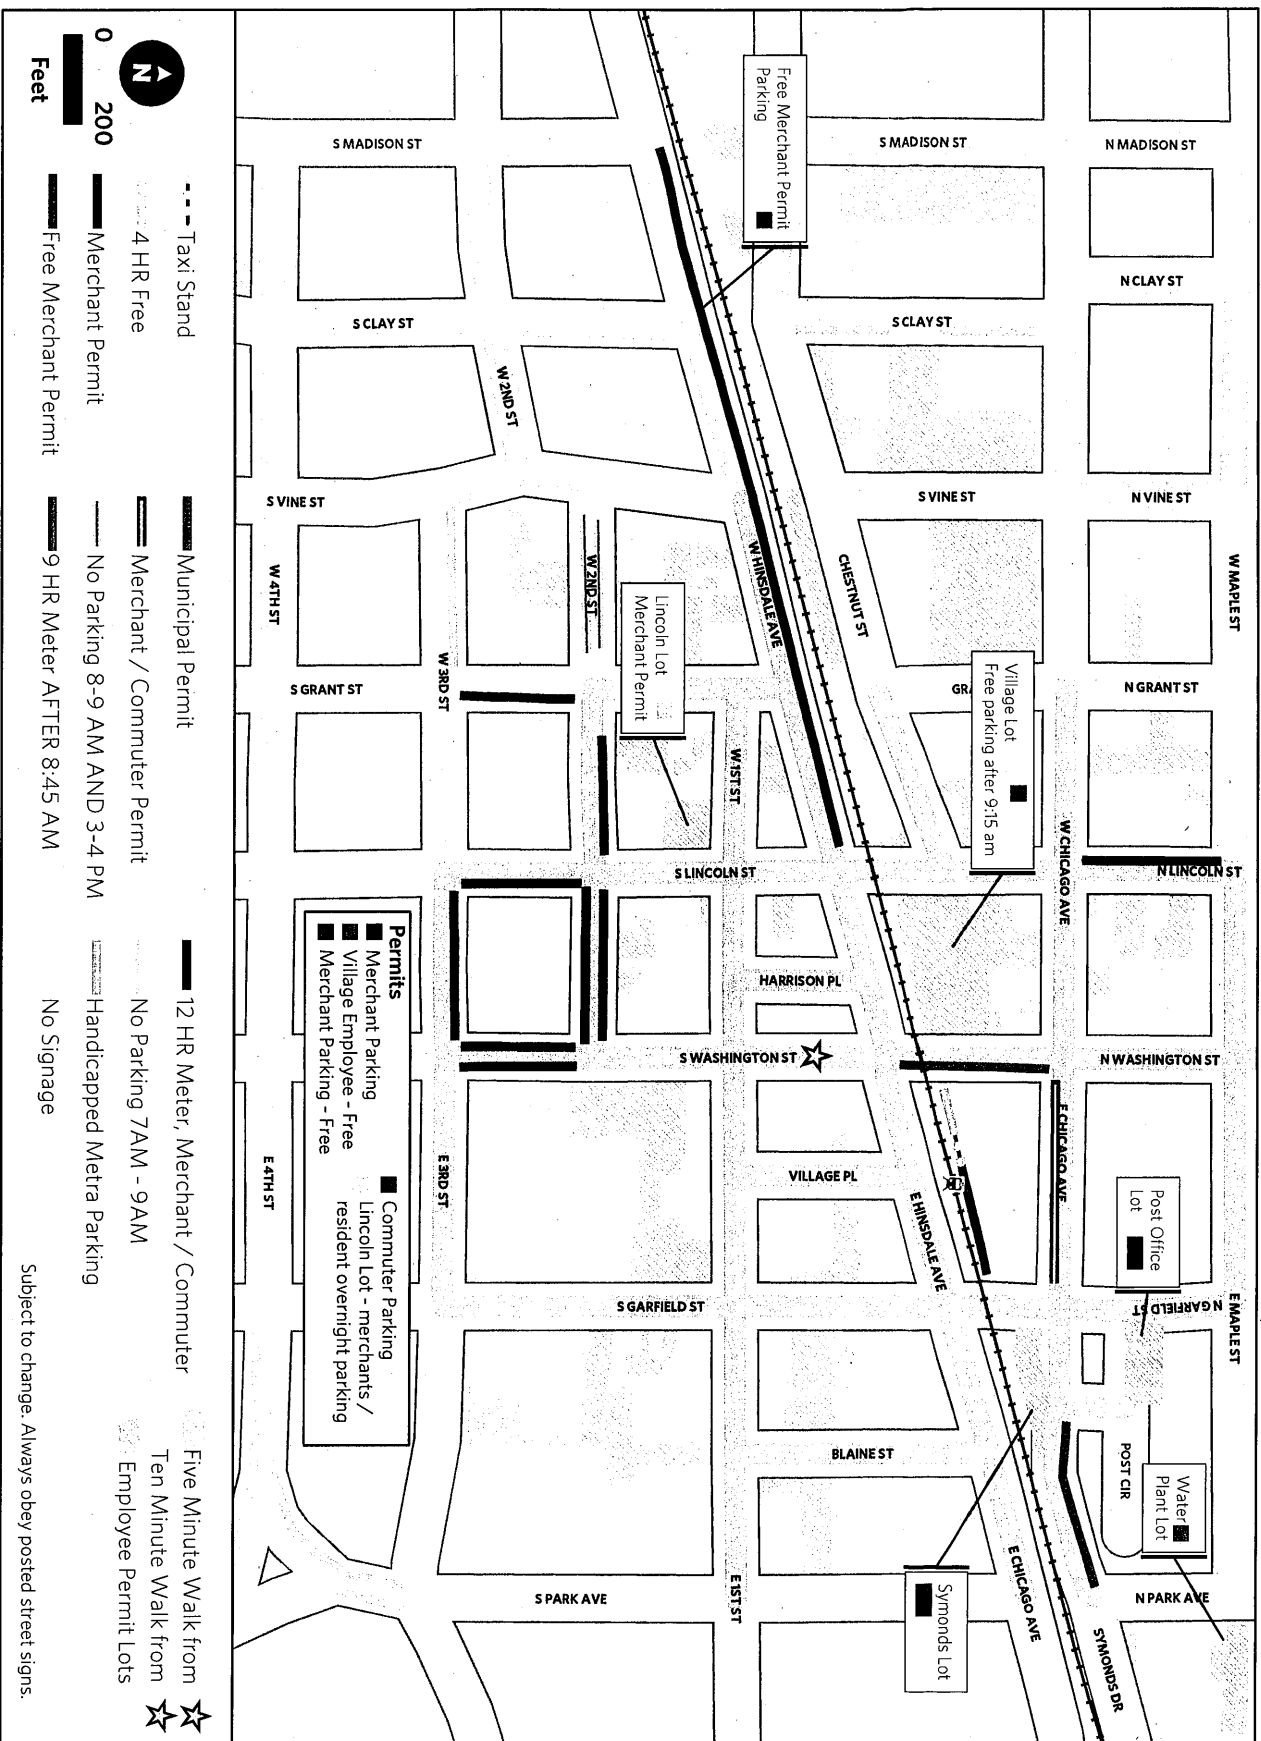 Free Merchant Permit
Parking
S MADISON ST
S MADISON ST
N MADISON ST
N CLAY ST
S CLAY ST
S CLAY ST
W 2ND ST
S VINE ST
S VINE ST
N VINE ST
W 4TH ST
W 2ND ST
W HINSDALE AVE
CHESTNUT ST
W MAPLE ST
Lincoln Lot
Merchant Permit
Village Lot
Free parking after 9:15 am
W 3RD ST
S GRANT ST
GRA
N GRANT ST
W 1ST ST
W CHICAGO AVE
S LINCOLN ST
N LINCOLN ST
HARRISON PL
S WASHINGTON ST
N WASHINGTON ST
E CHICAGO AVE
E 4TH ST
E 3RD ST
VILLAGE PL
E HINSDALE AVE
Post Office
Lot
S GARFIELD ST
N GARFIELD ST
E MAPLE ST
BLAINE ST
POST CIR
Water
Plant Lot
S PARK AVE
E 1ST ST
E CHICAGO AVE
N PARK AVE
Symonds Lot
SYMONDS DR
Permits
Merchant Parking
Village Employee - Free
Merchant Parking - Free
Commuter Parking
Lincoln Lot - merchants /
resident overnight parking
N
0 200
Feet
Taxi Stand
4 HR Free
Merchant Permit
Free Merchant Permit
Municipal Permit
Merchant / Commuter Permit
No Parking 8-9 AM AND 3-4 PM
9 HR Meter AFTER 8:45 AM
12 HR Meter, Merchant / Commuter
No Parking 7AM - 9AM
Handicapped Metra Parking
No Signage
Five Minute Walk from
Ten Minute Walk from
Employee Permit Lots
Subject to change. Always obey posted street signs.